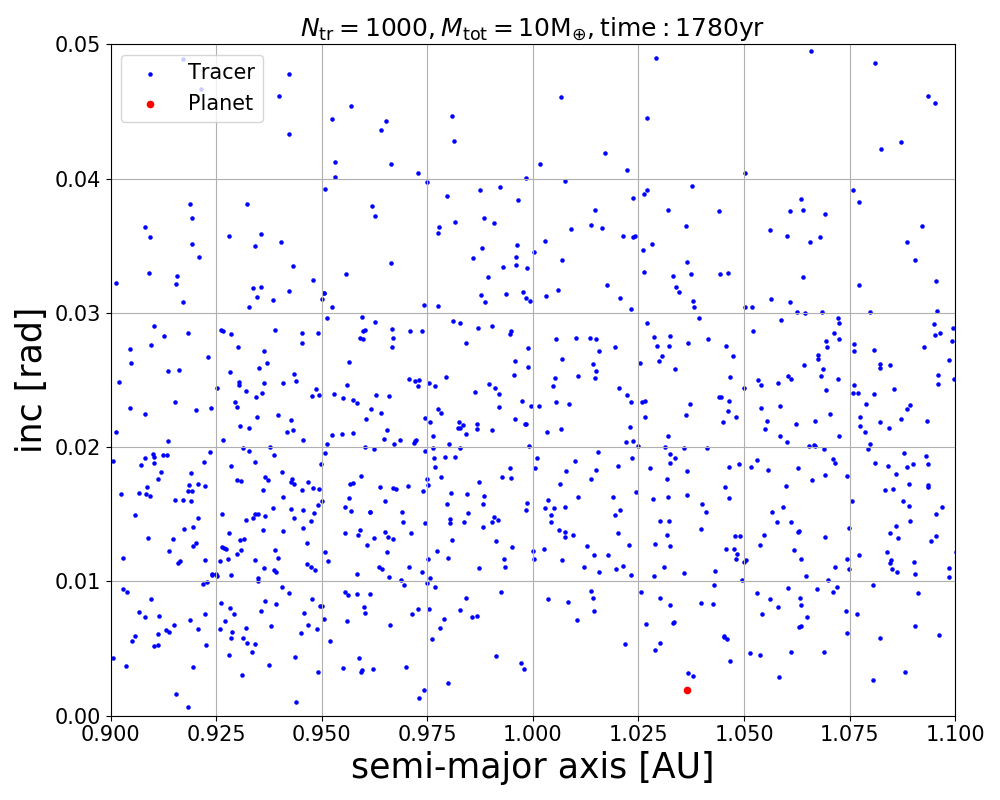 N_tr = 1000, M_tot = 10M_⊕, time : 1780yr
Tracer
Planet
0.05
0.04
0.03
0.02
0.01
0.00
inc [rad]
0.900 0.925 0.950 0.975 1.000 1.025 1.050 1.075 1.100
semi-major axis [AU]